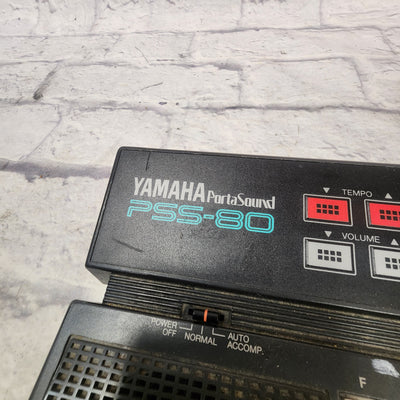 YAMAHA PortaSound
PSS-80
▼ TEMPO ▲
▼ VOLUME ▲
POWER OFF
NORMAL
AUTO ACCOMP.
F